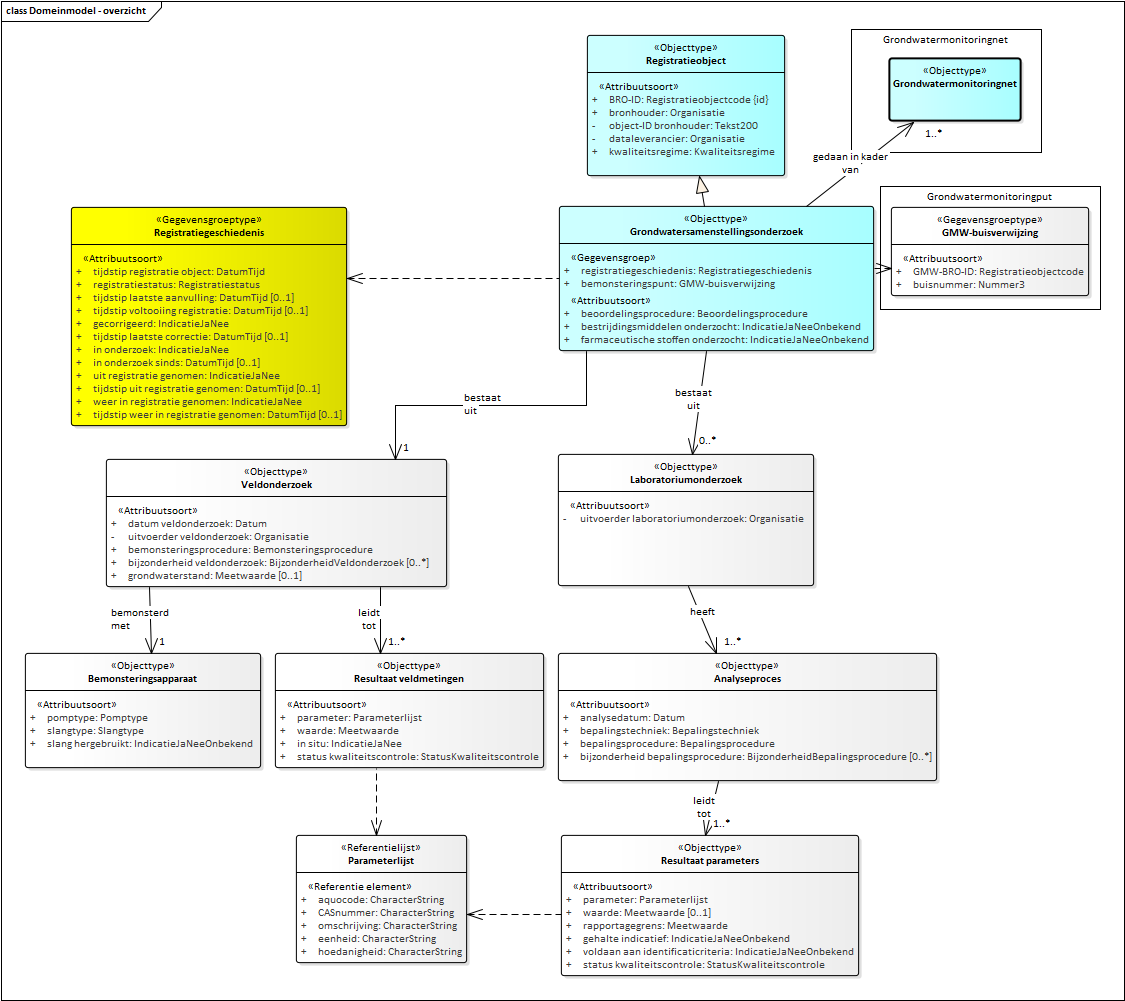 class Domeinmodel - overzicht
«Objecttype»
Registratieobject
«Attribuutsoort»
+ BRO-ID: Registratieobjectcode {id}
+ bronhouder: Organisatie
- object-ID bronhouder: Tekst200
- dataleverancier: Organisatie
+ kwaliteitsregime: Kwaliteitsregime
Grondwatermonitoringnet
«Objecttype»
Grondwatermonitoringnet
1..*
gedaan in kader
van
Grondwatermonitoringput
«Gegevensgroeptype»
GMW-buisverwijzing
«Attribuutsoort»
+ GMW-BRO-ID: Registratieobjectcode
+ buisnummer: Nummer3
«Gegevensgroeptype»
Registratiegeschiedenis
«Attribuutsoort»
+ tijdstip registratie object: DatumTijd
+ registratiestatus: Registratiestatus
+ tijdstip laatste aanvulling: DatumTijd [0..1]
+ tijdstip voltooiing registratie: DatumTijd [0..1]
+ gecorrigeerd: IndicatieJaNee
+ tijdstip laatste correctie: DatumTijd [0..1]
+ in onderzoek: IndicatieJaNee
+ in onderzoek sinds: DatumTijd [0..1]
+ uit registratie genomen: IndicatieJaNee
+ tijdstip uit registratie genomen: DatumTijd [0..1]
+ weer in registratie genomen: IndicatieJaNee
+ tijdstip weer in registratie genomen: DatumTijd [0..1]
«Objecttype»
Grondwatersamenstellingsonderzoek
«Gegevensgroep»
+ registratiegeschiedenis: Registratiegeschiedenis
+ bemonsteringspunt: GMW-buisverwijzing
«Attribuutsoort»
+ beoordelingsprocedure: Beoordelingsprocedure
+ bestrijdingsmiddelen onderzocht: IndicatieJaNeeOnbekend
+ farmaceutische stoffen onderzocht: IndicatieJaNeeOnbekend
bestaat
uit
1
bestaat
uit
0..*
«Objecttype»
Veldonderzoek
«Attribuutsoort»
+ datum veldonderzoek: Datum
- uitvoerder veldonderzoek: Organisatie
+ bemonsteringsprocedure: Bemonsteringsprocedure
+ bijzonderheid veldonderzoek: BijzonderheidVeldonderzoek [0..*]
+ grondwaterstand: Meetwaarde [0..1]
«Objecttype»
Laboratoriumonderzoek
«Attribuutsoort»
- uitvoerder laboratoriumonderzoek: Organisatie
bemonsterd
met
1
leidt
tot
1..*
heeft
1..*
«Objecttype»
Bemonsteringsapparaat
«Attribuutsoort»
+ pomptype: Pomptype
+ slangtype: Slangtype
+ slang hergebruikt: IndicatieJaNeeOnbekend
«Objecttype»
Resultaat veldmetingen
«Attribuutsoort»
+ parameter: Parameterlijst
+ waarde: Meetwaarde
+ in situ: IndicatieJaNee
+ status kwaliteitscontrole: StatusKwaliteitscontrole
«Objecttype»
Analyseproces
«Attribuutsoort»
+ analysedatum: Datum
+ bepalingstechniek: Bepalingstechniek
+ bepalingsprocedure: Bepalingsprocedure
+ bijzonderheid bepalingsprocedure: BijzonderheidBepalingsprocedure [0..*]
leidt
tot
1..*
«Referentielijst»
Parameterlijst
«Referentie element»
+ aquocode: CharacterString
+ CASnummer: CharacterString
+ omschrijving: CharacterString
+ eenheid: CharacterString
+ hoedanigheid: CharacterString
«Objecttype»
Resultaat parameters
«Attribuutsoort»
+ parameter: Parameterlijst
+ waarde: Meetwaarde [0..1]
+ rapportagegrens: Meetwaarde
+ gehalte indicatief: IndicatieJaNeeOnbekend
+ voldaan aan identificaticriteria: IndicatieJaNeeOnbekend
+ status kwaliteitscontrole: StatusKwaliteitscontrole